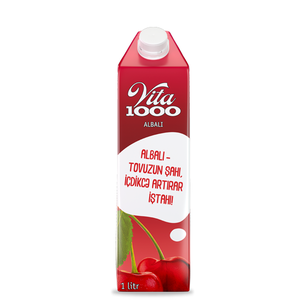 Vita
1000
ALBALI
ALBALI -
TOVUZUN ŞAHI,
İÇDİKCƏ ARTIRAR
İŞTAHI!
1 litr